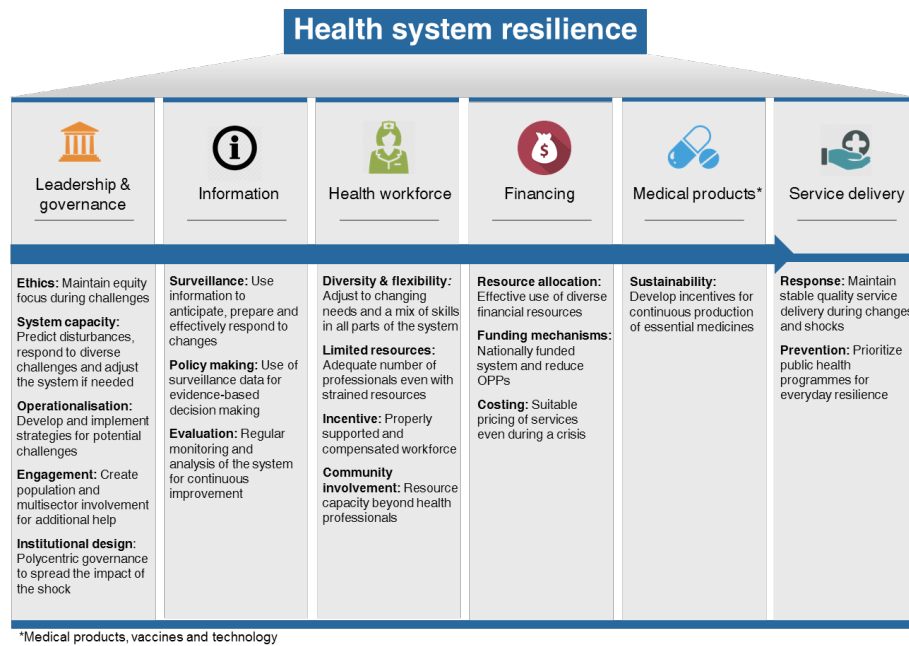 Health system resilience
Leadership &
governance
Information
Health workforce
Financing
Medical products*
Service delivery
Ethics: Maintain equity
focus during challenges
System capacity:
Predict disturbances,
respond to diverse
challenges and adjust
the system if needed
Operationalisation:
Develop and implement
strategies for potential
challenges
Engagement: Create
population and
multisector involvement
for additional help
Institutional design:
Polycentric governance
to spread the impact of
the shock
Surveillance: Use
information to
anticipate, prepare and
effectively respond to
changes
Policy making: Use of
surveillance data for
evidence-based
decision making
Evaluation: Regular
monitoring and
analysis of the system
for continuous
improvement
Diversity & flexibility:
Adjust to changing
needs and a mix of skills
in all parts of the system
Limited resources:
Adequate number of
professionals even with
strained resources
Incentive: Properly
supported and
compensated workforce
Community
involvement: Resource
capacity beyond health
professionals
Resource allocation:
Effective use of diverse
financial resources
Funding mechanisms:
Nationally funded
system and reduce
OPPs
Costing: Suitable
pricing of services
even during a crisis
Sustainability:
Develop incentives for
continuous production
of essential medicines
Response: Maintain
stable quality service
delivery during changes
and shocks
Prevention: Prioritize
public health
programmes for
everyday resilience
*Medical products, vaccines and technology